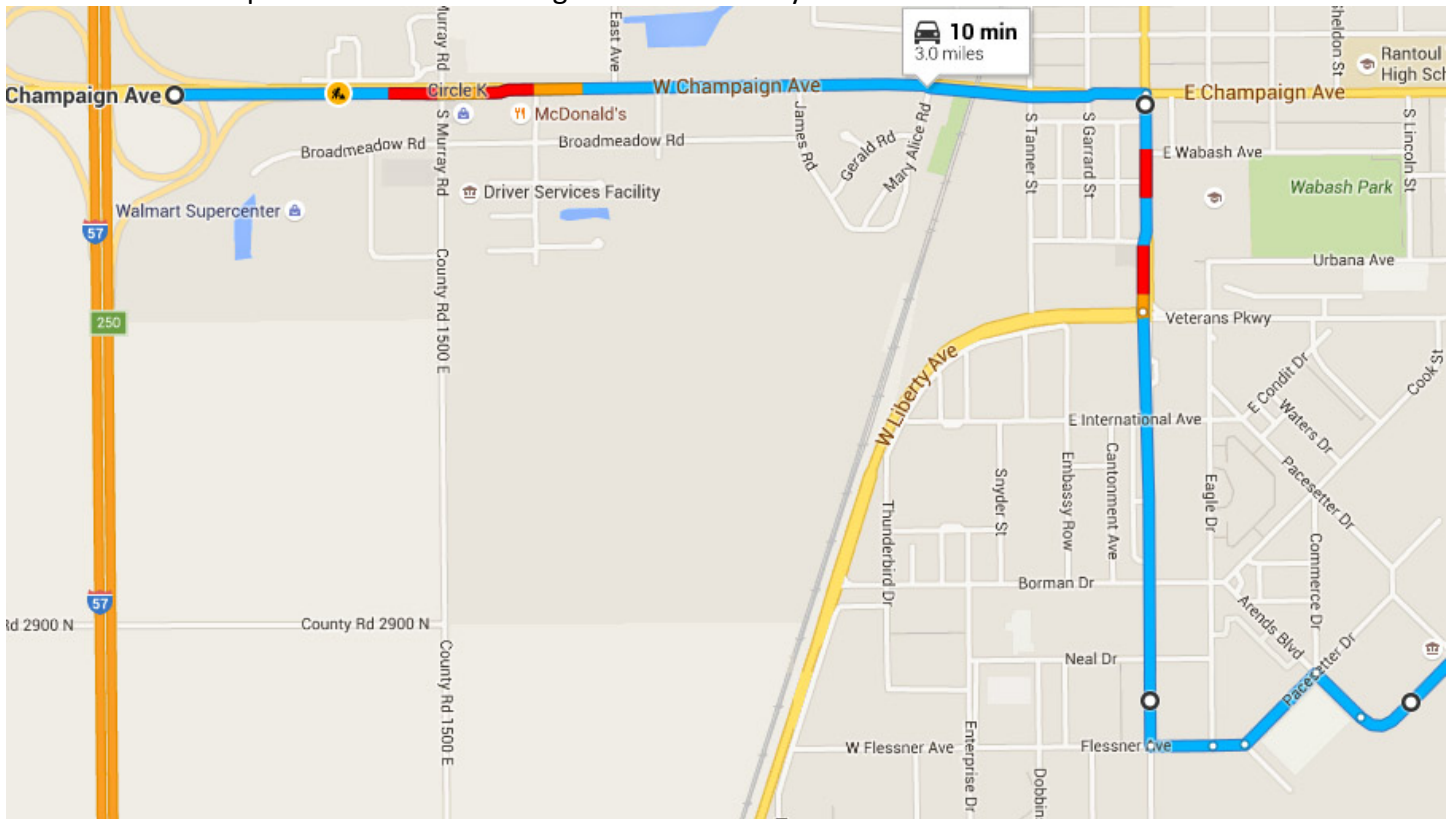 Murray Rd
East Ave
10 min
3.0 miles
Sheldon St
Rantoul
High Sch
Champaign Ave
Circle K
W Champaign Ave
E Champaign Ave
McDonald's
S Murray Rd
Broadmeadow Rd
Broadmeadow Rd
James Rd
Gerald Rd
Mary Alice Rd
S Tanner St
S Garrard St
E Wabash Ave
S Lincoln St
Driver Services Facility
Wabash Park
Walmart Supercenter
57
County Rd 1500 E
Urbana Ave
250
Veterans Pkwy
W Liberty Ave
E Condit Dr
Cook St
Waters Dr
E International Ave
Snyder St
Embassy Row
Cantonment Ave
Eagle Dr
Pacesetter Dr
Thunderbird Dr
Commerce Dr
Borman Dr
57
Rd 2900 N
County Rd 2900 N
Arends Blvd
County Rd 1500 E
Neal Dr
Pacesetter Dr
W Flessner Ave
Flessner Ave
Enterprise Dr
Dobbin